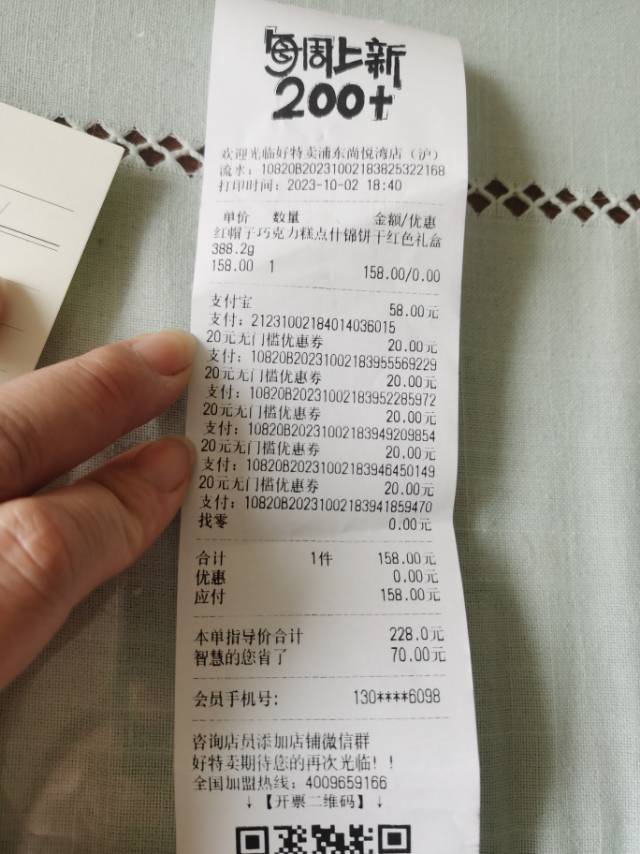 每周上新
200+
欢迎光临好特卖浦东尚悦湾店（沪）
流水：10820B20231002183825322168
打印时间：2023-10-02 18:40
单价 数量 金额/优惠
红帽子巧克力糕点什锦饼干红色礼盒
388.2g
158.00 1 158.00/0.00
支付宝 58.00元
支付：21231002184014036015
20元无门槛优惠券 20.00元
支付：10820B20231002183955569229
20元无门槛优惠券 20.00元
支付：10820B20231002183952285972
20元无门槛优惠券 20.00元
支付：10820B20231002183949209854
20元无门槛优惠券 20.00元
支付：10820B20231002183946450149
20元无门槛优惠券 20.00元
支付：10820B20231002183941859470
找零 0.00元
合计 1件 158.00元
优惠 0.00元
应付 158.00元
本单指导价合计 228.0元
智慧的您省了 70.00元
会员手机号： 130****6098
咨询店员添加店铺微信群
好特卖期待您的再次光临！！
全国加盟热线：4009659166
↓【开票二维码】↓